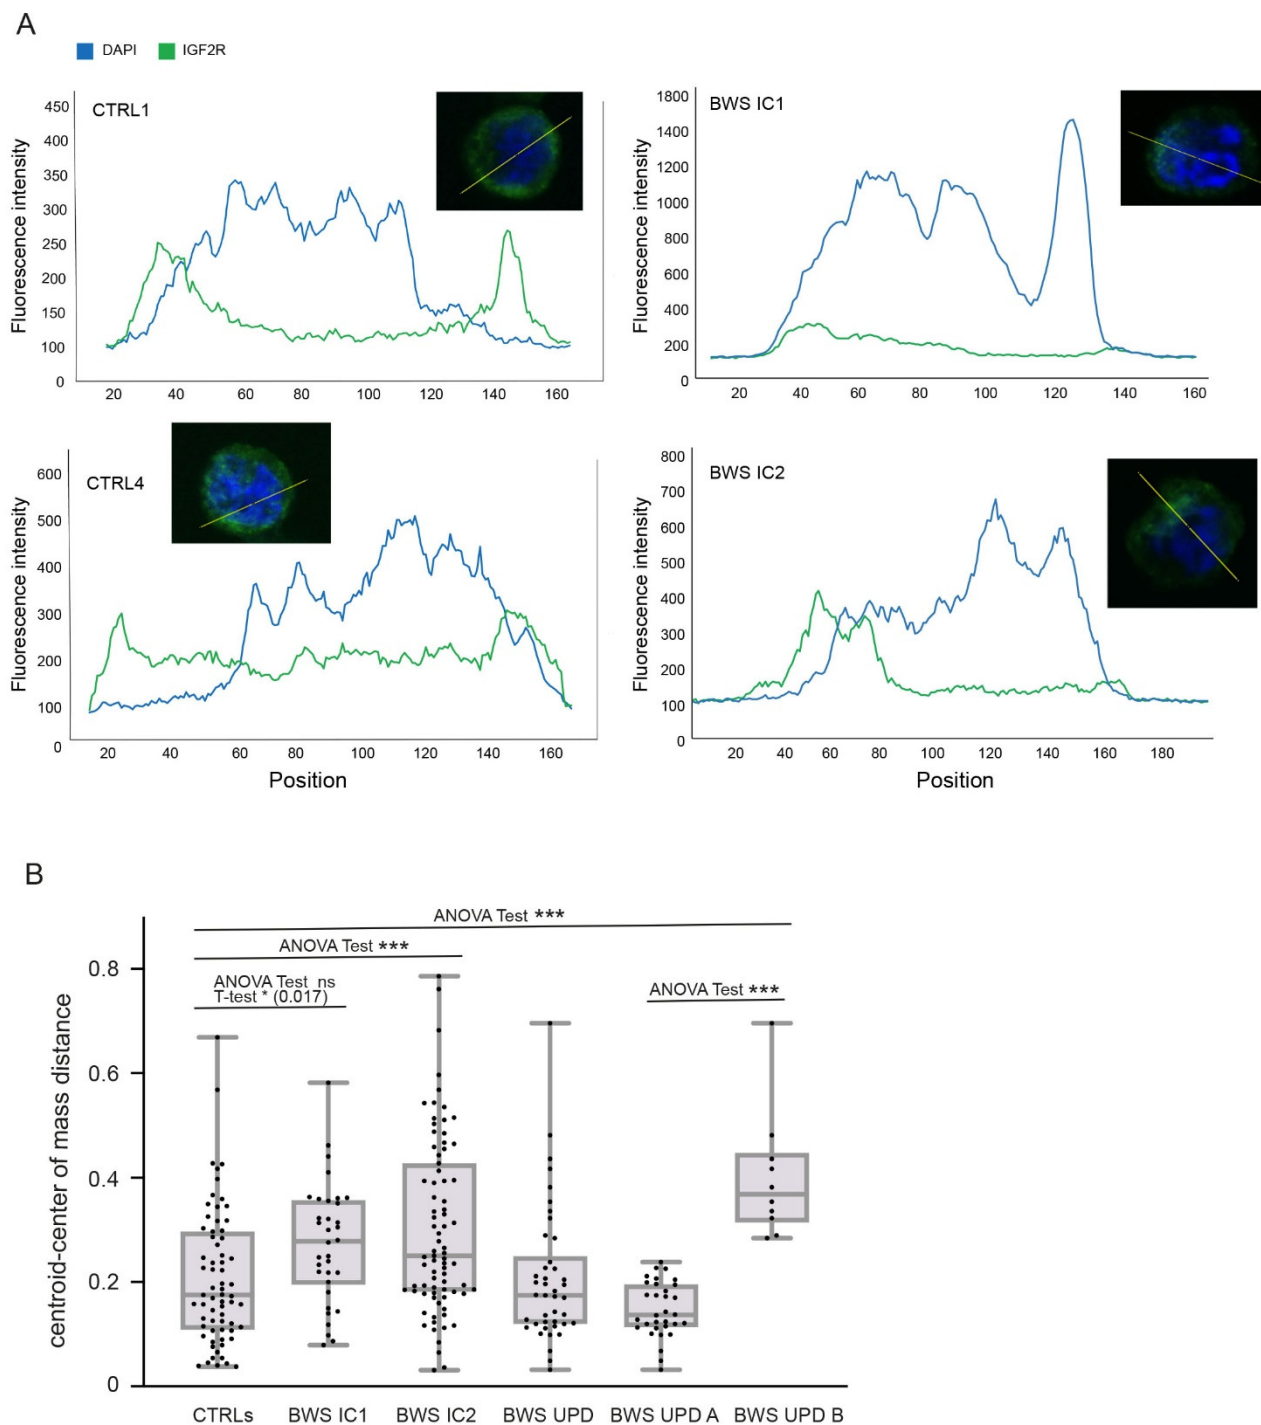 A
DAPI IGF2R
CTRL1
Fluorescence intensity
450
400
350
300
250
200
150
100
0
20 40 60 80 100 120 140 160
BWS IC1
Fluorescence intensity
1800
1400
1200
1000
800
600
400
200
0
20 40 60 80 100 120 140 160
CTRL4
Fluorescence intensity
600
500
400
300
200
100
0
20 40 60 80 100 120 140 160
Position
BWS IC2
Fluorescence intensity
800
700
600
500
400
300
200
100
0
20 40 60 80 100 120 140 160 180
Position
B
centroid-center of mass distance
0.8
0.6
0.4
0.2
0
ANOVA Test ***
ANOVA Test ***
ANOVA Test ns
T-test * (0.017)
ANOVA Test ***
CTRLs BWS IC1 BWS IC2 BWS UPD BWS UPD A BWS UPD B